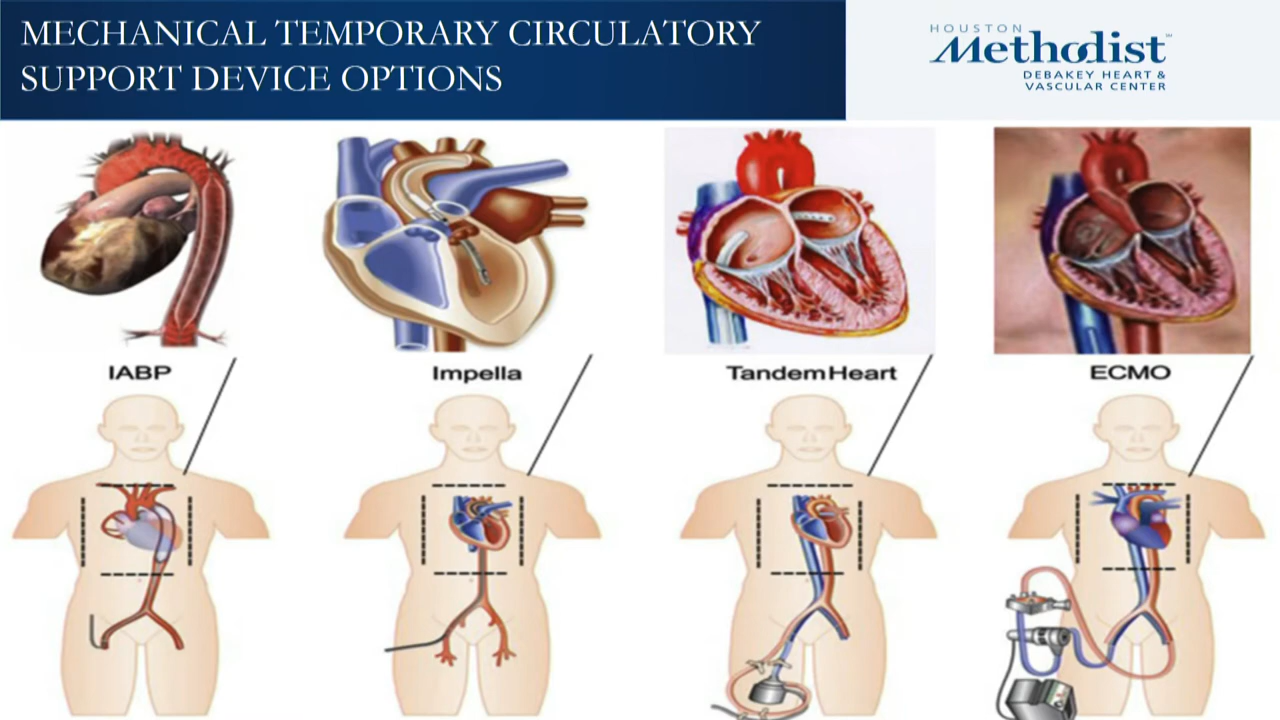 MECHANICAL TEMPORARY CIRCULATORY
SUPPORT DEVICE OPTIONS
HOUSTON
Methodist
DEBAKEY HEART &
VASCULAR CENTER
IABP
Impella
TandemHeart
ECMO